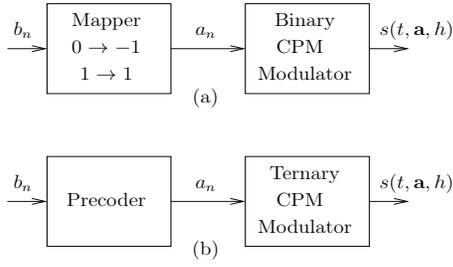 b_n
Mapper
0 → −1
1 → 1
a_n
Binary
CPM
Modulator
s(t, a, h)
(a)
b_n
Precoder
a_n
Ternary
CPM
Modulator
s(t, a, h)
(b)